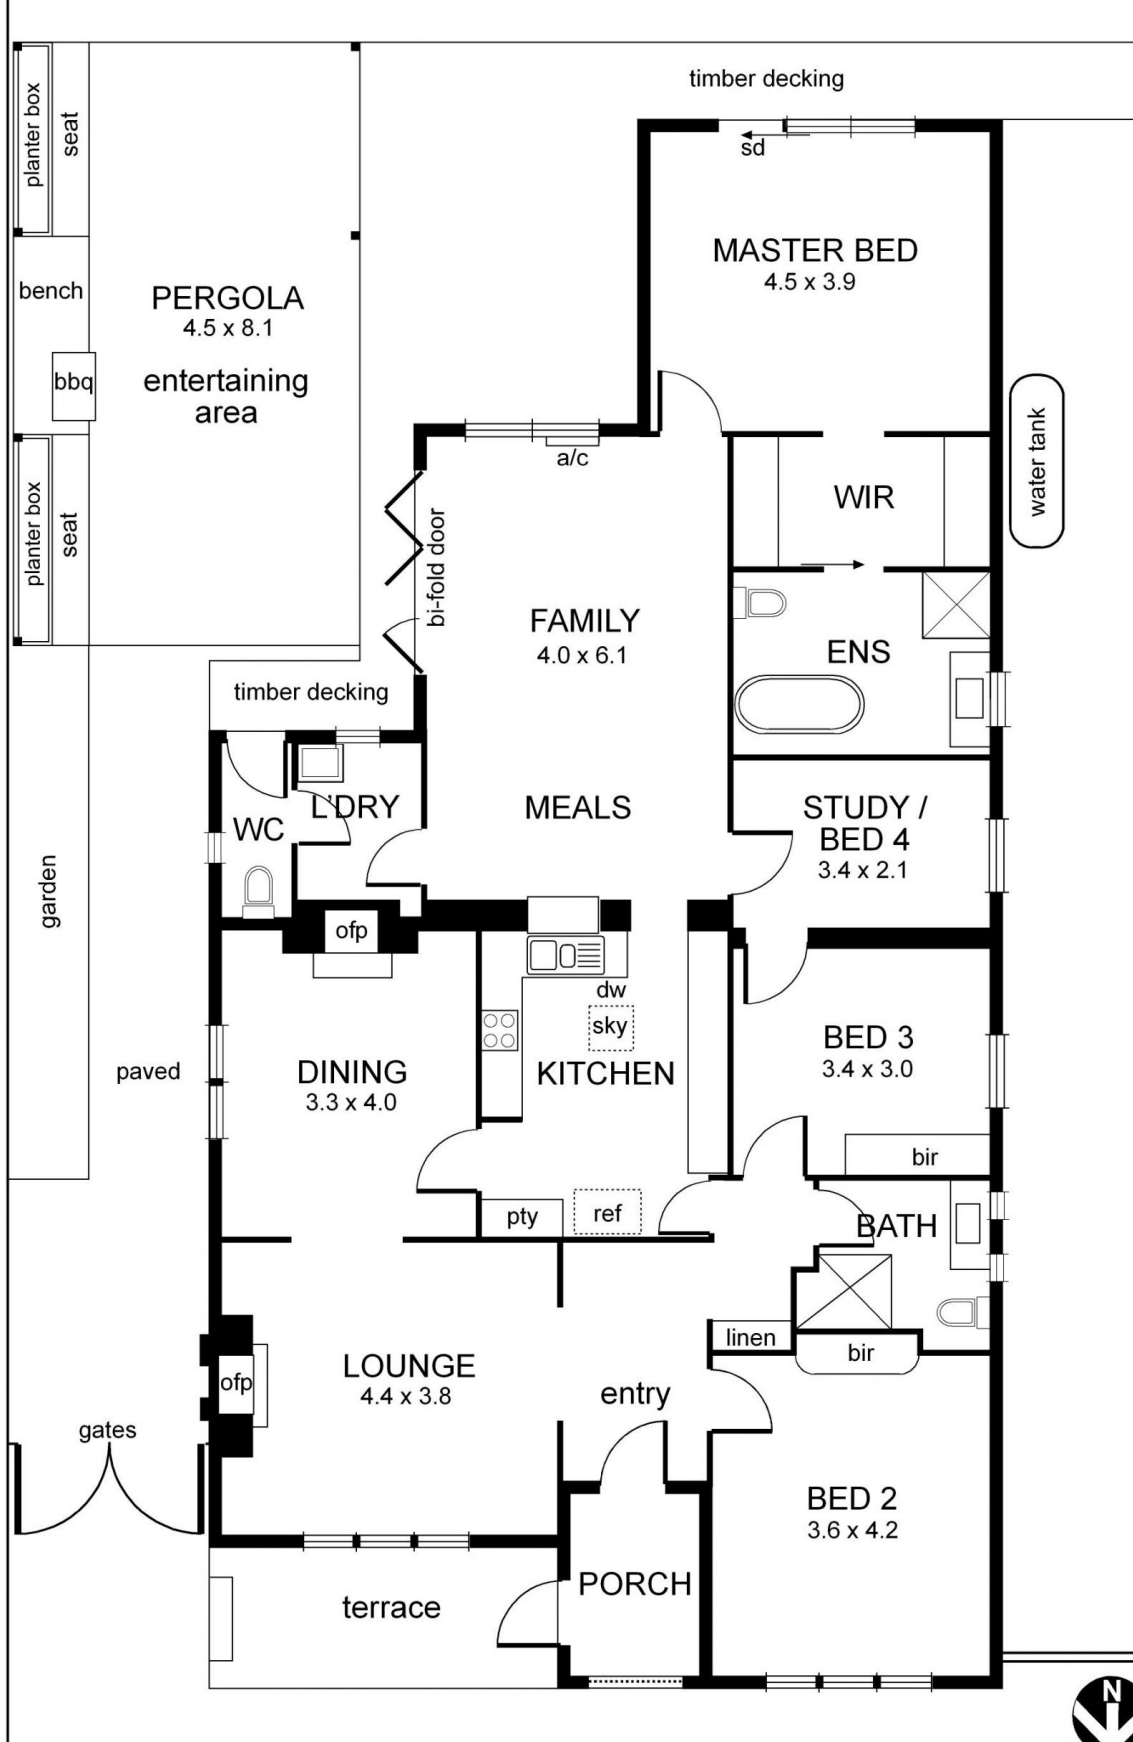 timber decking
planter box
seat
sd
MASTER BED
4.5 x 3.9
bench
PERGOLA
4.5 x 8.1
bbq
entertaining
area
water tank
a/c
WIR
planter box
seat
bi-fold door
FAMILY
4.0 x 6.1
ENS
timber decking
L'DRY
WC
MEALS
STUDY /
BED 4
3.4 x 2.1
garden
ofp
dw
sky
BED 3
3.4 x 3.0
paved
DINING
3.3 x 4.0
KITCHEN
bir
pty
ref
BATH
linen
bir
LOUNGE
4.4 x 3.8
ofp
entry
gates
BED 2
3.6 x 4.2
PORCH
terrace
N